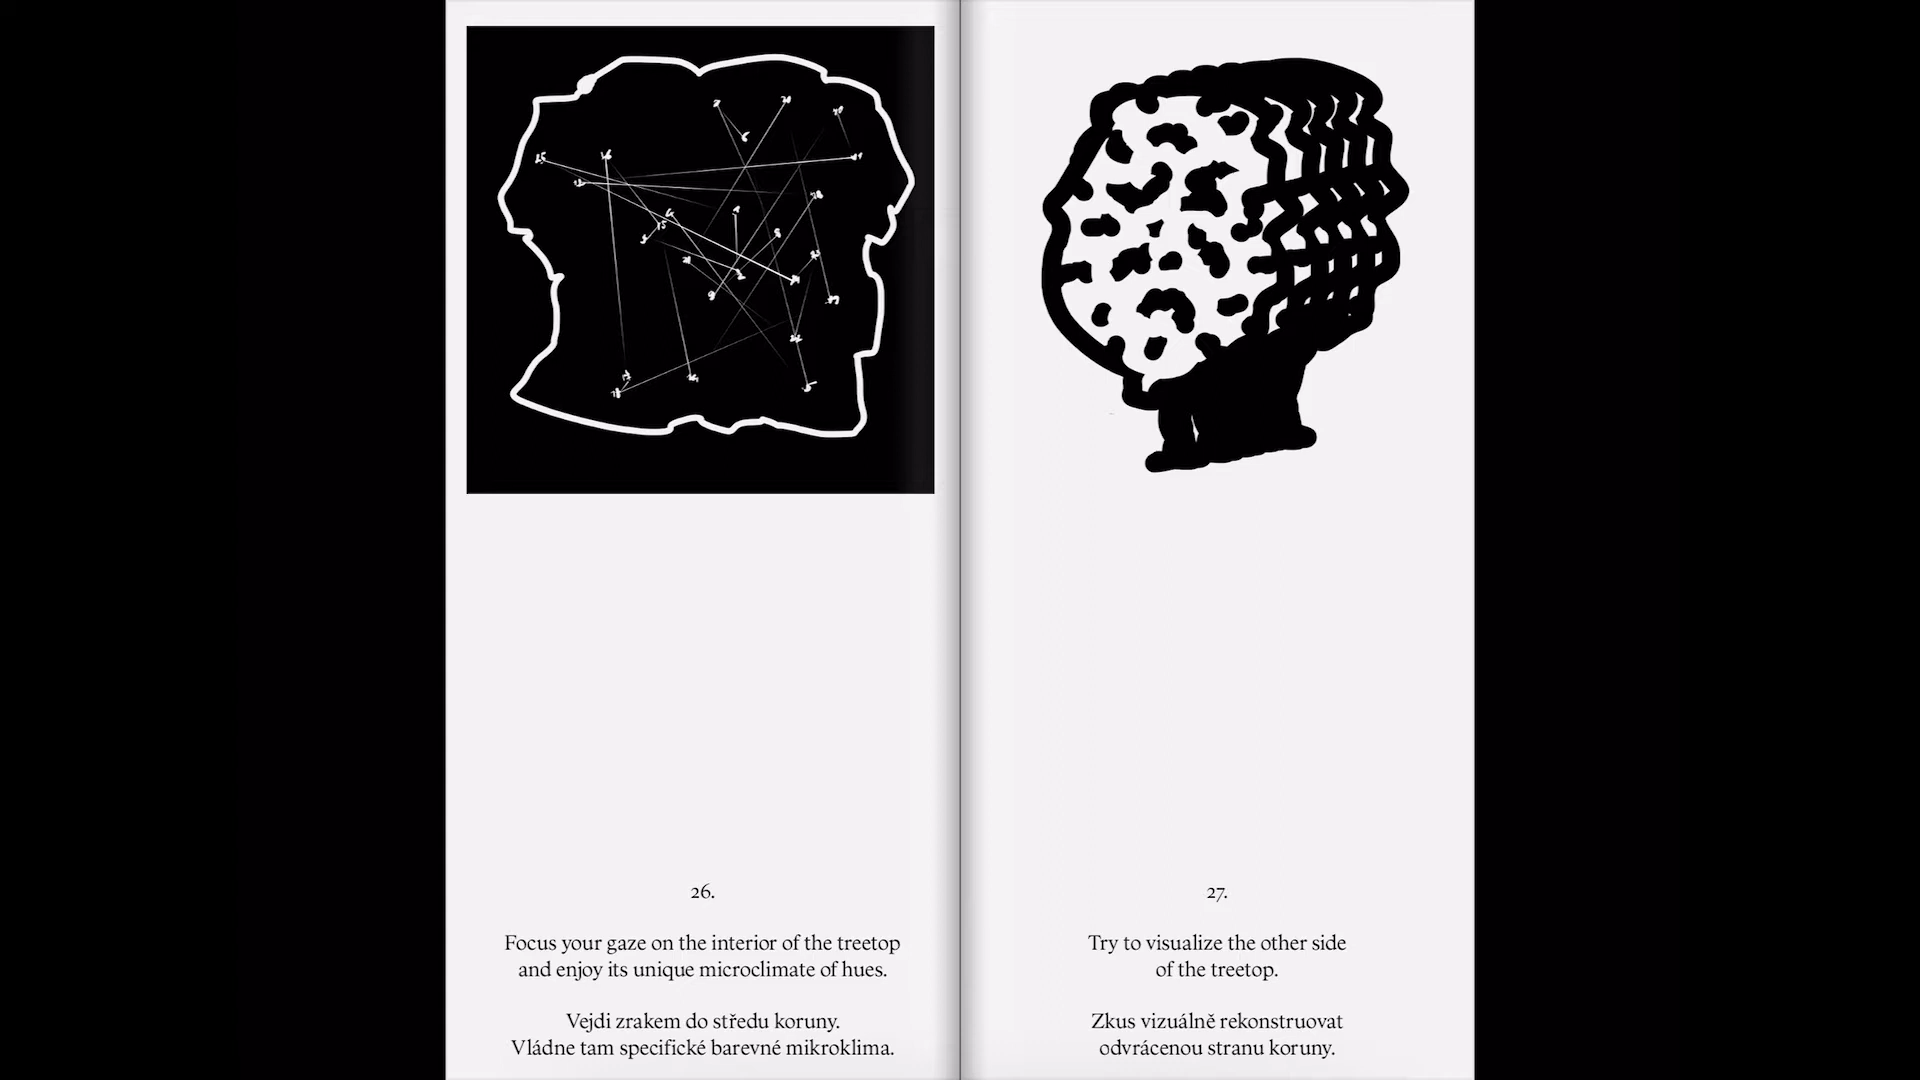 26.
Focus your gaze on the interior of the treetop
and enjoy its unique microclimate of hues.
Vejdi zrakem do středu koruny.
Vládne tam specifické barevné mikroklima.
27.
Try to visualize the other side
of the treetop.
Zkus vizuálně rekonstruovat
odvrácenou stranu koruny.